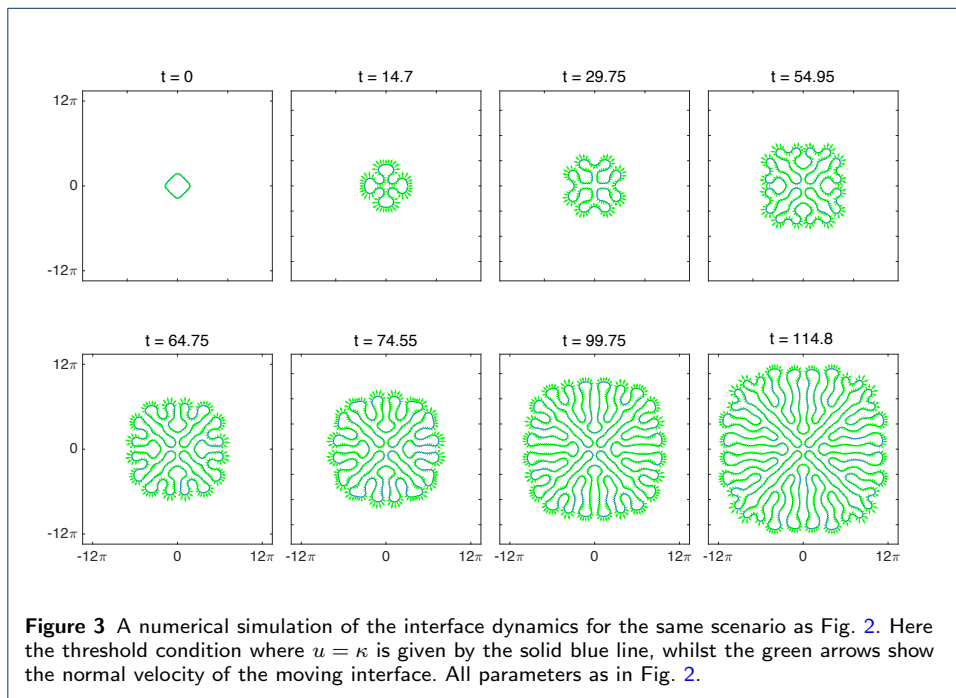 t = 0
t = 14.7
t = 29.75
t = 54.95
12π
0
-12π
t = 64.75
t = 74.55
t = 99.75
t = 114.8
12π
0
-12π
-12π 0 12π
-12π 0 12π
-12π 0 12π
-12π 0 12π
Figure 3 A numerical simulation of the interface dynamics for the same scenario as Fig. 2. Here
the threshold condition where u = κ is given by the solid blue line, whilst the green arrows show
the normal velocity of the moving interface. All parameters as in Fig. 2.